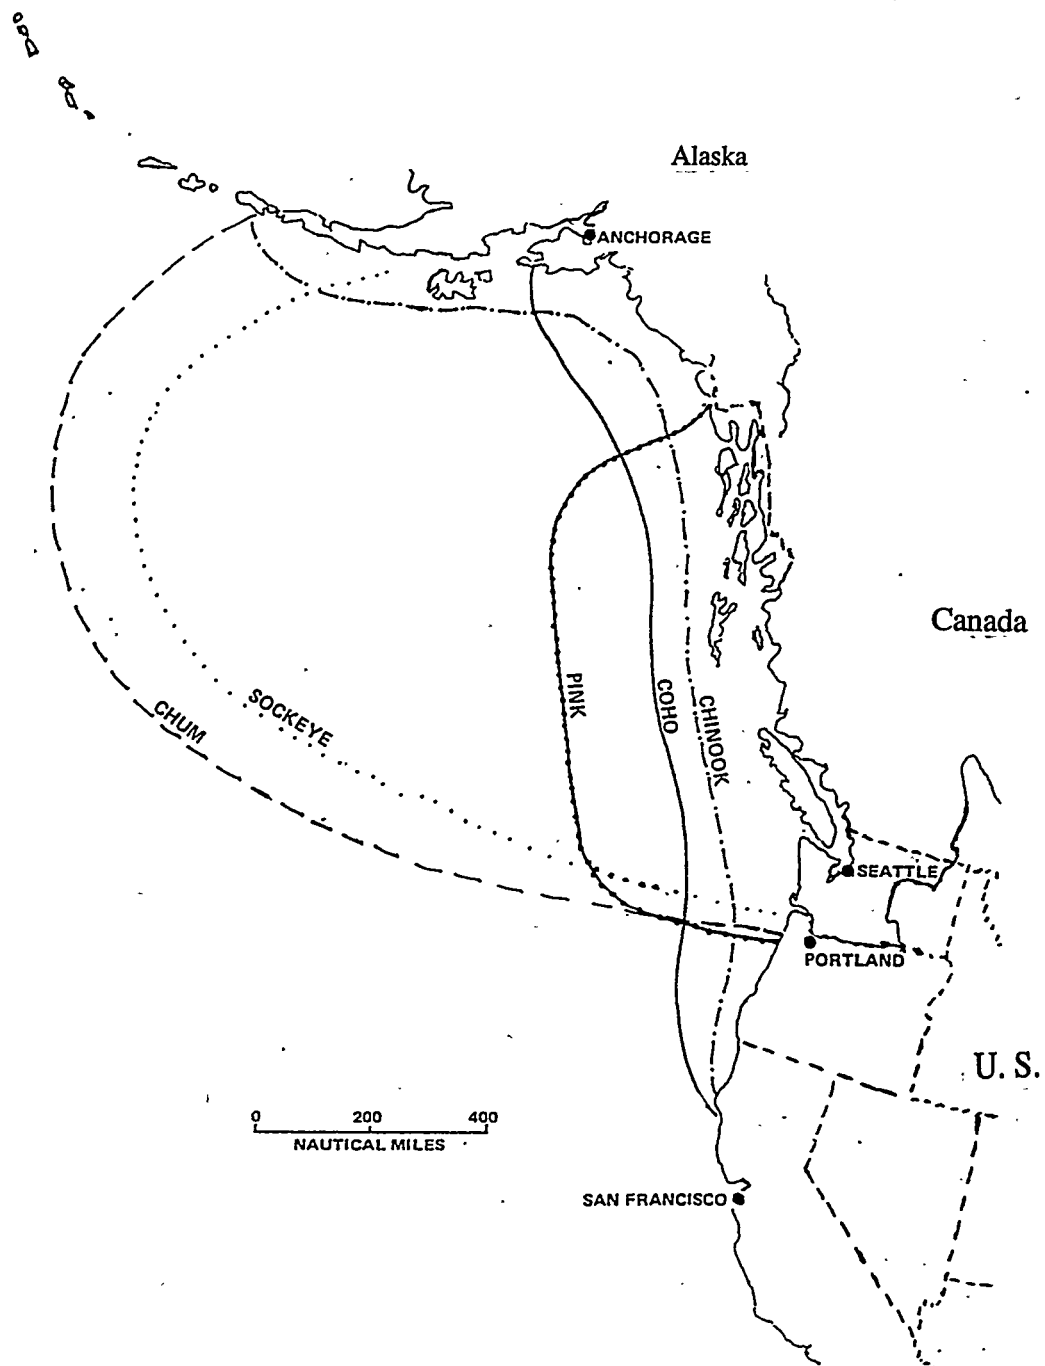 Alaska
ANCHORAGE
Canada
PINK
COHO
CHINOOK
SOCKEYE
CHUM
SEATTLE
PORTLAND
U. S.
0 200 400
NAUTICAL MILES
SAN FRANCISCO